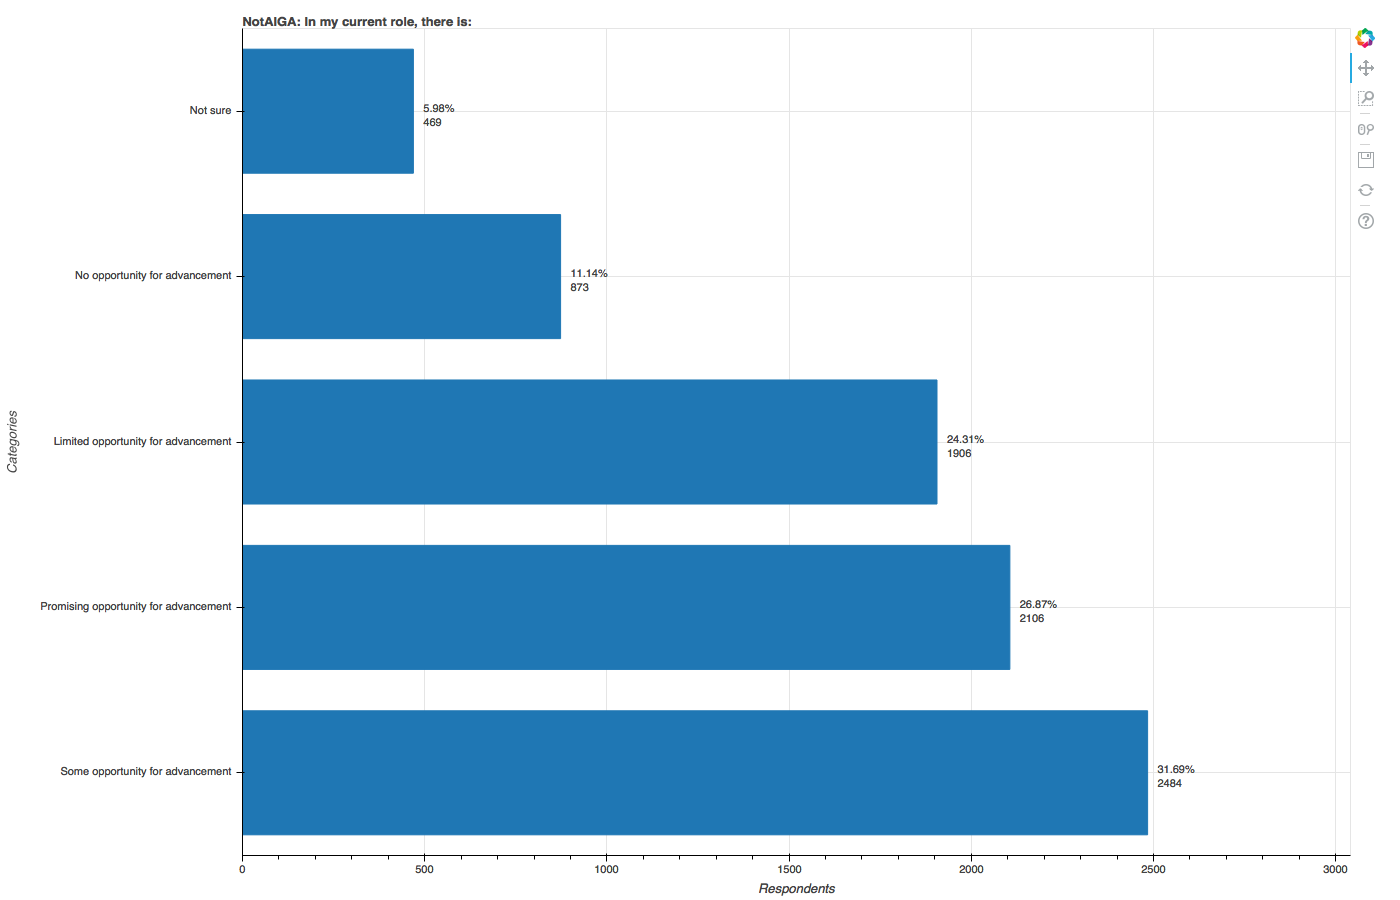 NotAIGA: In my current role, there is:
Not sure
5.98%
469
No opportunity for advancement
11.14%
873
Limited opportunity for advancement
24.31%
1906
Promising opportunity for advancement
26.87%
2106
Some opportunity for advancement
31.69%
2484
Categories
0 500 1000 1500 2000 2500 3000
Respondents